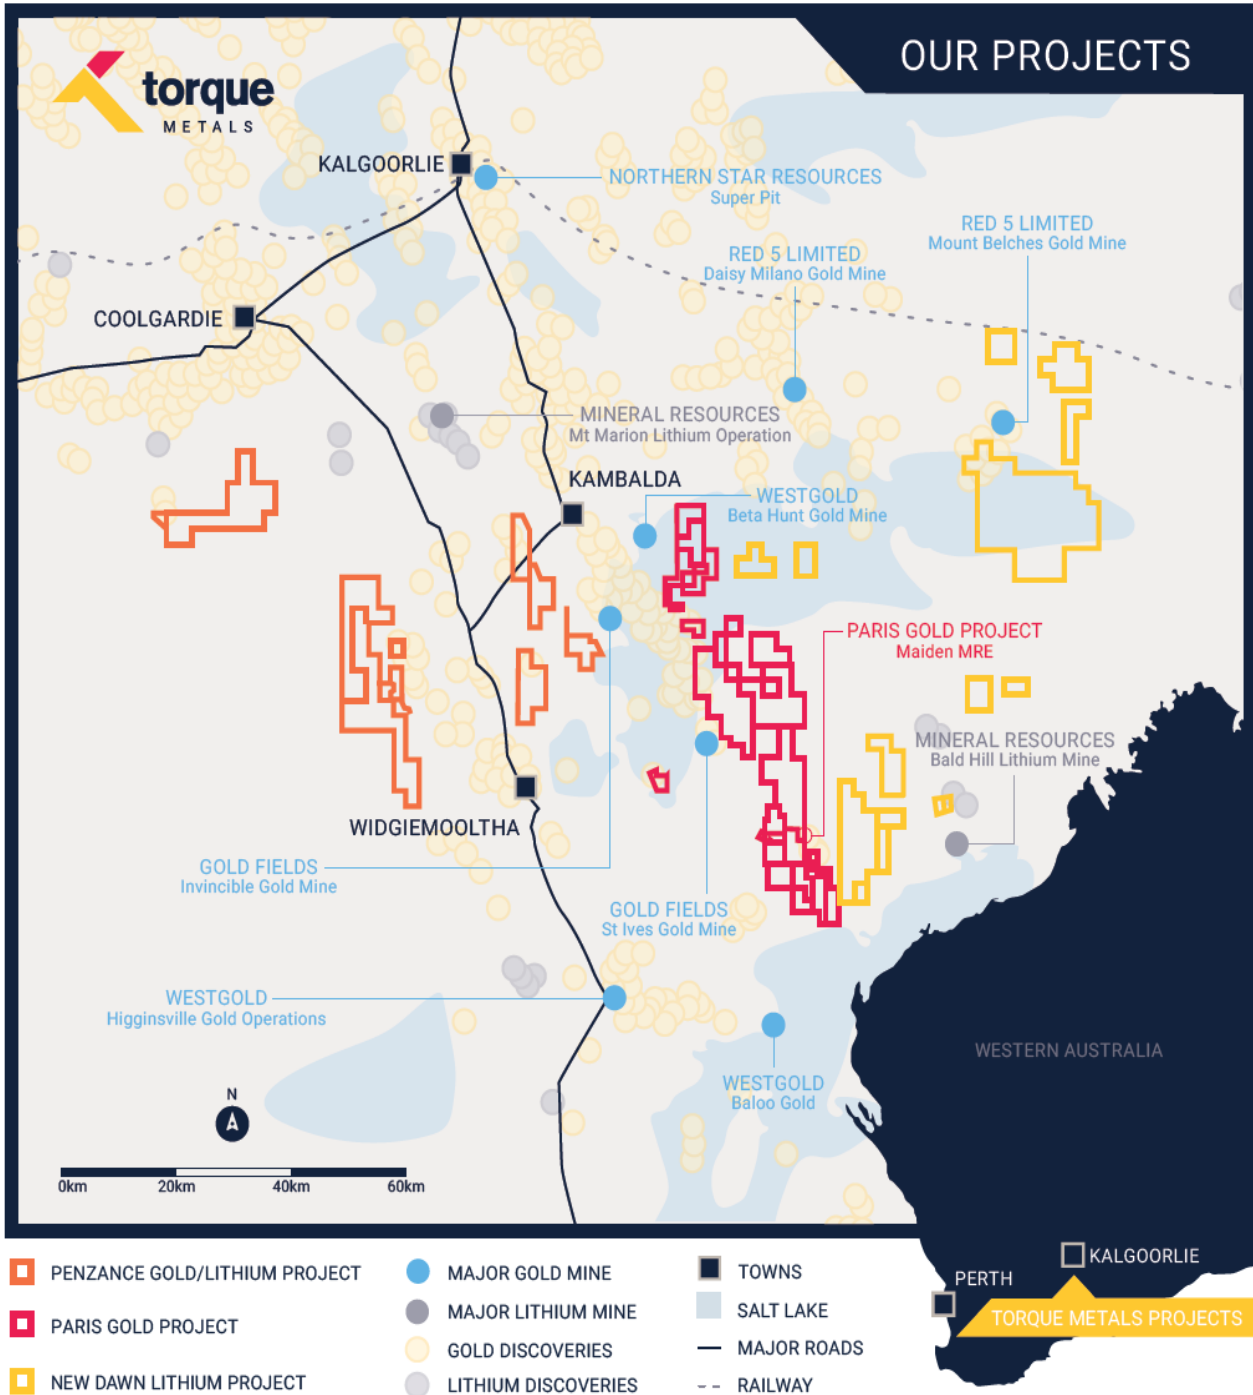 OUR PROJECTS
torque
METALS
KALGOORLIE
NORTHERN STAR RESOURCES
Super Pit
RED 5 LIMITED
Mount Belches Gold Mine
RED 5 LIMITED
Daisy Milano Gold Mine
COOLGARDIE
MINERAL RESOURCES
Mt Marion Lithium Operation
KAMBALDA
WESTGOLD
Beta Hunt Gold Mine
PARIS GOLD PROJECT
Maiden MRE
MINERAL RESOURCES
Bald Hill Lithium Mine
WIDGIEMOOLTHA
GOLD FIELDS
Invincible Gold Mine
GOLD FIELDS
St Ives Gold Mine
WESTGOLD
Higginsville Gold Operations
WESTERN AUSTRALIA
WESTGOLD
Baloo Gold
N
0km 20km 40km 60km
KALGOORLIE
PERTH
TORQUE METALS PROJECTS
PENZANCE GOLD/LITHIUM PROJECT
PARIS GOLD PROJECT
NEW DAWN LITHIUM PROJECT
MAJOR GOLD MINE
MAJOR LITHIUM MINE
GOLD DISCOVERIES
LITHIUM DISCOVERIES
TOWNS
SALT LAKE
MAJOR ROADS
RAILWAY